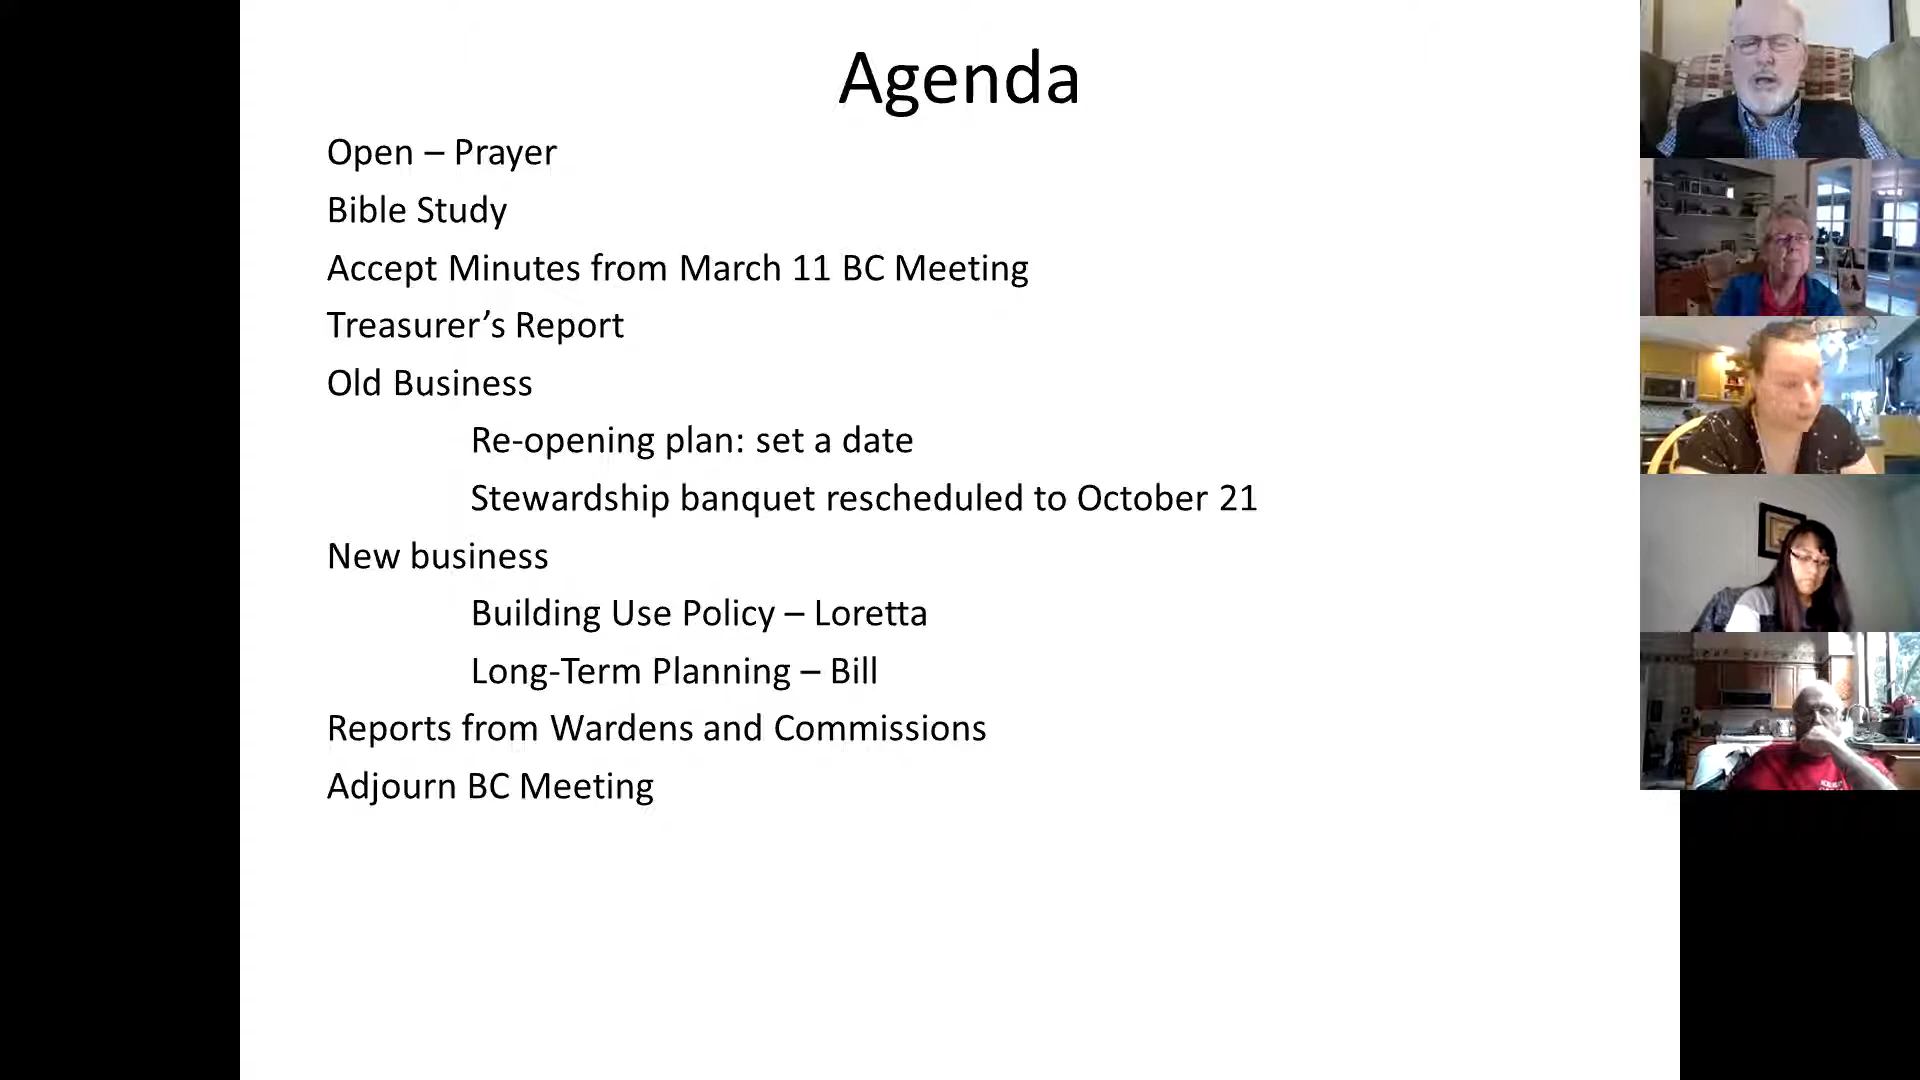 Agenda
Open – Prayer
Bible Study
Accept Minutes from March 11 BC Meeting
Treasurer’s Report
Old Business
Re-opening plan: set a date
Stewardship banquet rescheduled to October 21
New business
Building Use Policy – Loretta
Long-Term Planning – Bill
Reports from Wardens and Commissions
Adjourn BC Meeting